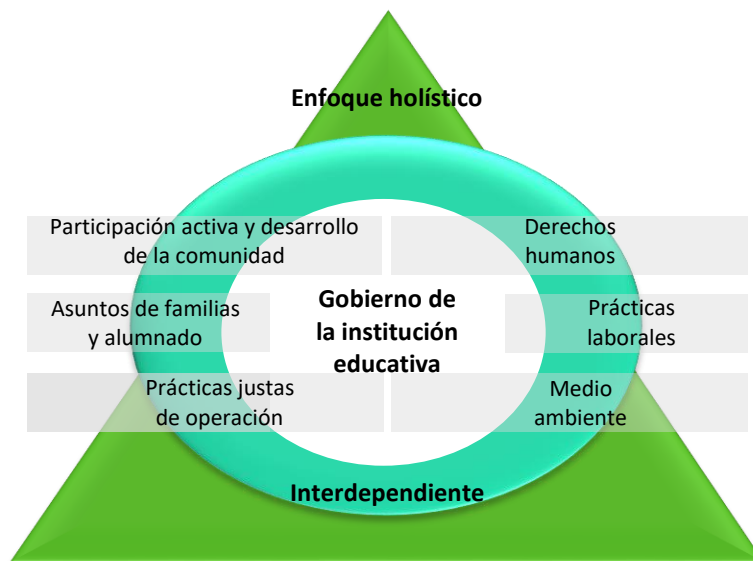 Enfoque holístico
Participación activa y desarrollo
de la comunidad
Derechos
humanos
Asuntos de familias
y alumnado
Gobierno de
la institución
educativa
Prácticas
laborales
Prácticas justas
de operación
Medio
ambiente
Interdependiente